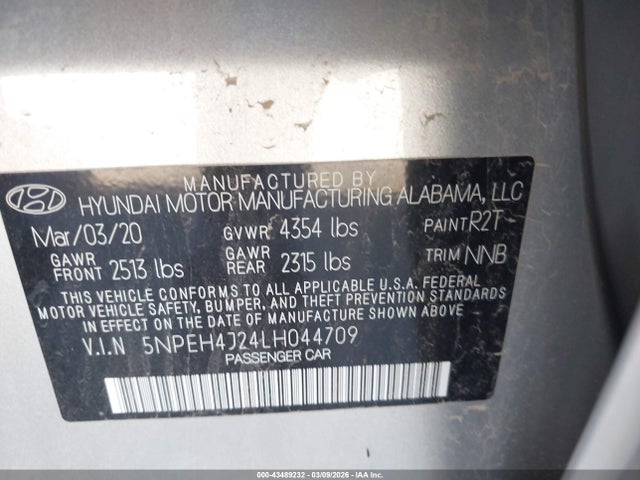 MANUFACTURED BY
HYUNDAI MOTOR MANUFACTURING ALABAMA, LLC
Mar/03/20 GVWR 4354 lbs PAINT R2T
GAWR FRONT 2513 lbs GAWR REAR 2315 lbs TRIM NNB
THIS VEHICLE CONFORMS TO ALL APPLICABLE U.S.A. FEDERAL
MOTOR VEHICLE SAFETY, BUMPER, AND THEFT PREVENTION STANDARDS
IN EFFECT ON THE DATE OF MANUFACTURE SHOWN ABOVE.
V.I.N 5NPEH4J24LH044709
PASSENGER CAR
000-43489232 - 03/09/2026 - IAA Inc.